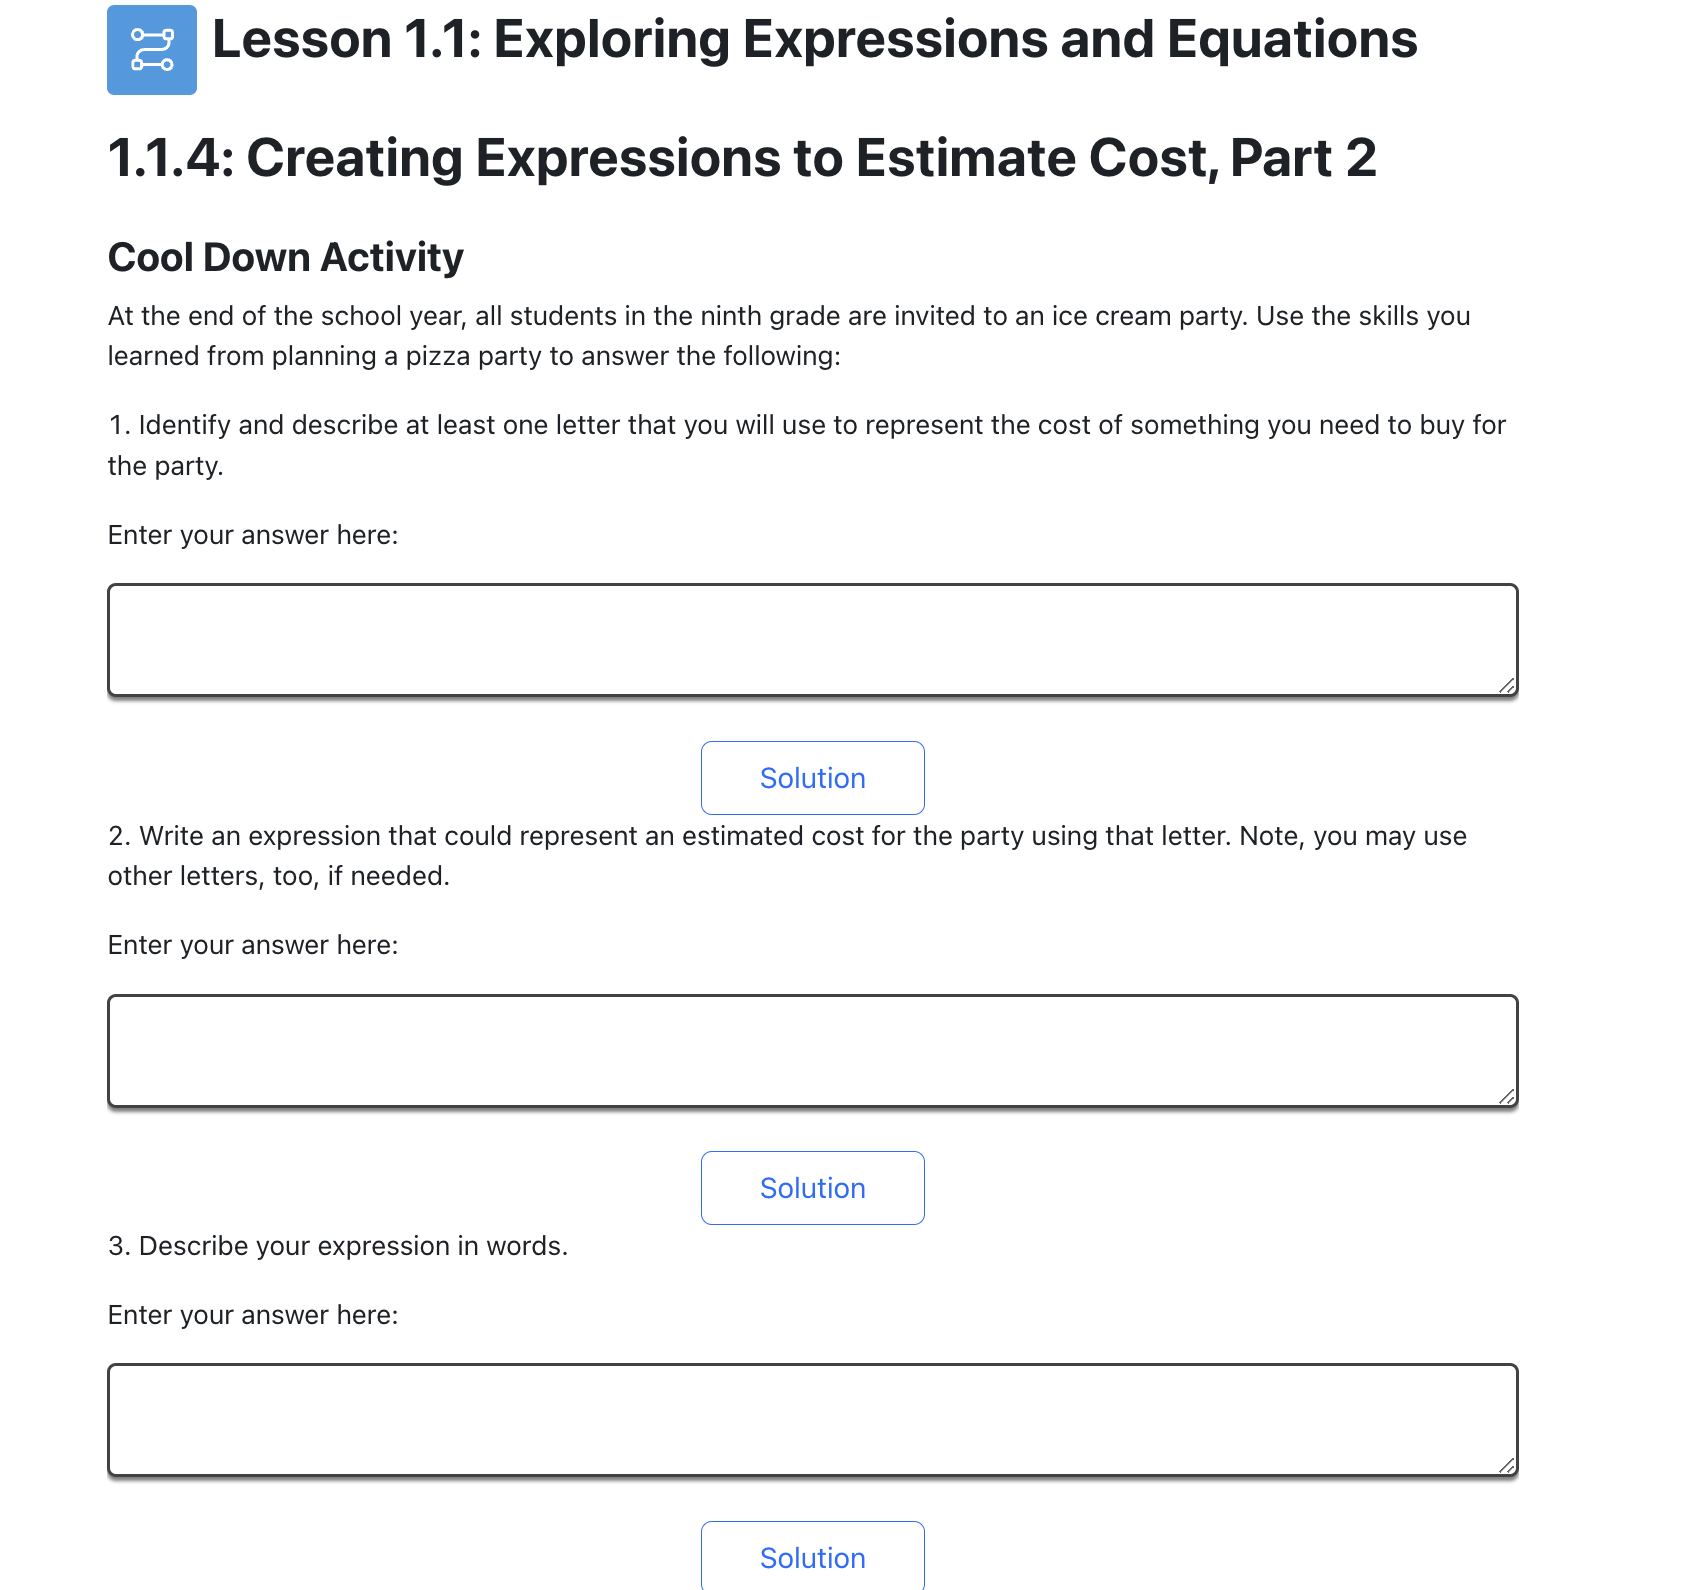 Lesson 1.1: Exploring Expressions and Equations
1.1.4: Creating Expressions to Estimate Cost, Part 2
Cool Down Activity
At the end of the school year, all students in the ninth grade are invited to an ice cream party. Use the skills you
learned from planning a pizza party to answer the following:
1. Identify and describe at least one letter that you will use to represent the cost of something you need to buy for
the party.
Enter your answer here:
Solution
2. Write an expression that could represent an estimated cost for the party using that letter. Note, you may use
other letters, too, if needed.
Enter your answer here:
Solution
3. Describe your expression in words.
Enter your answer here:
Solution